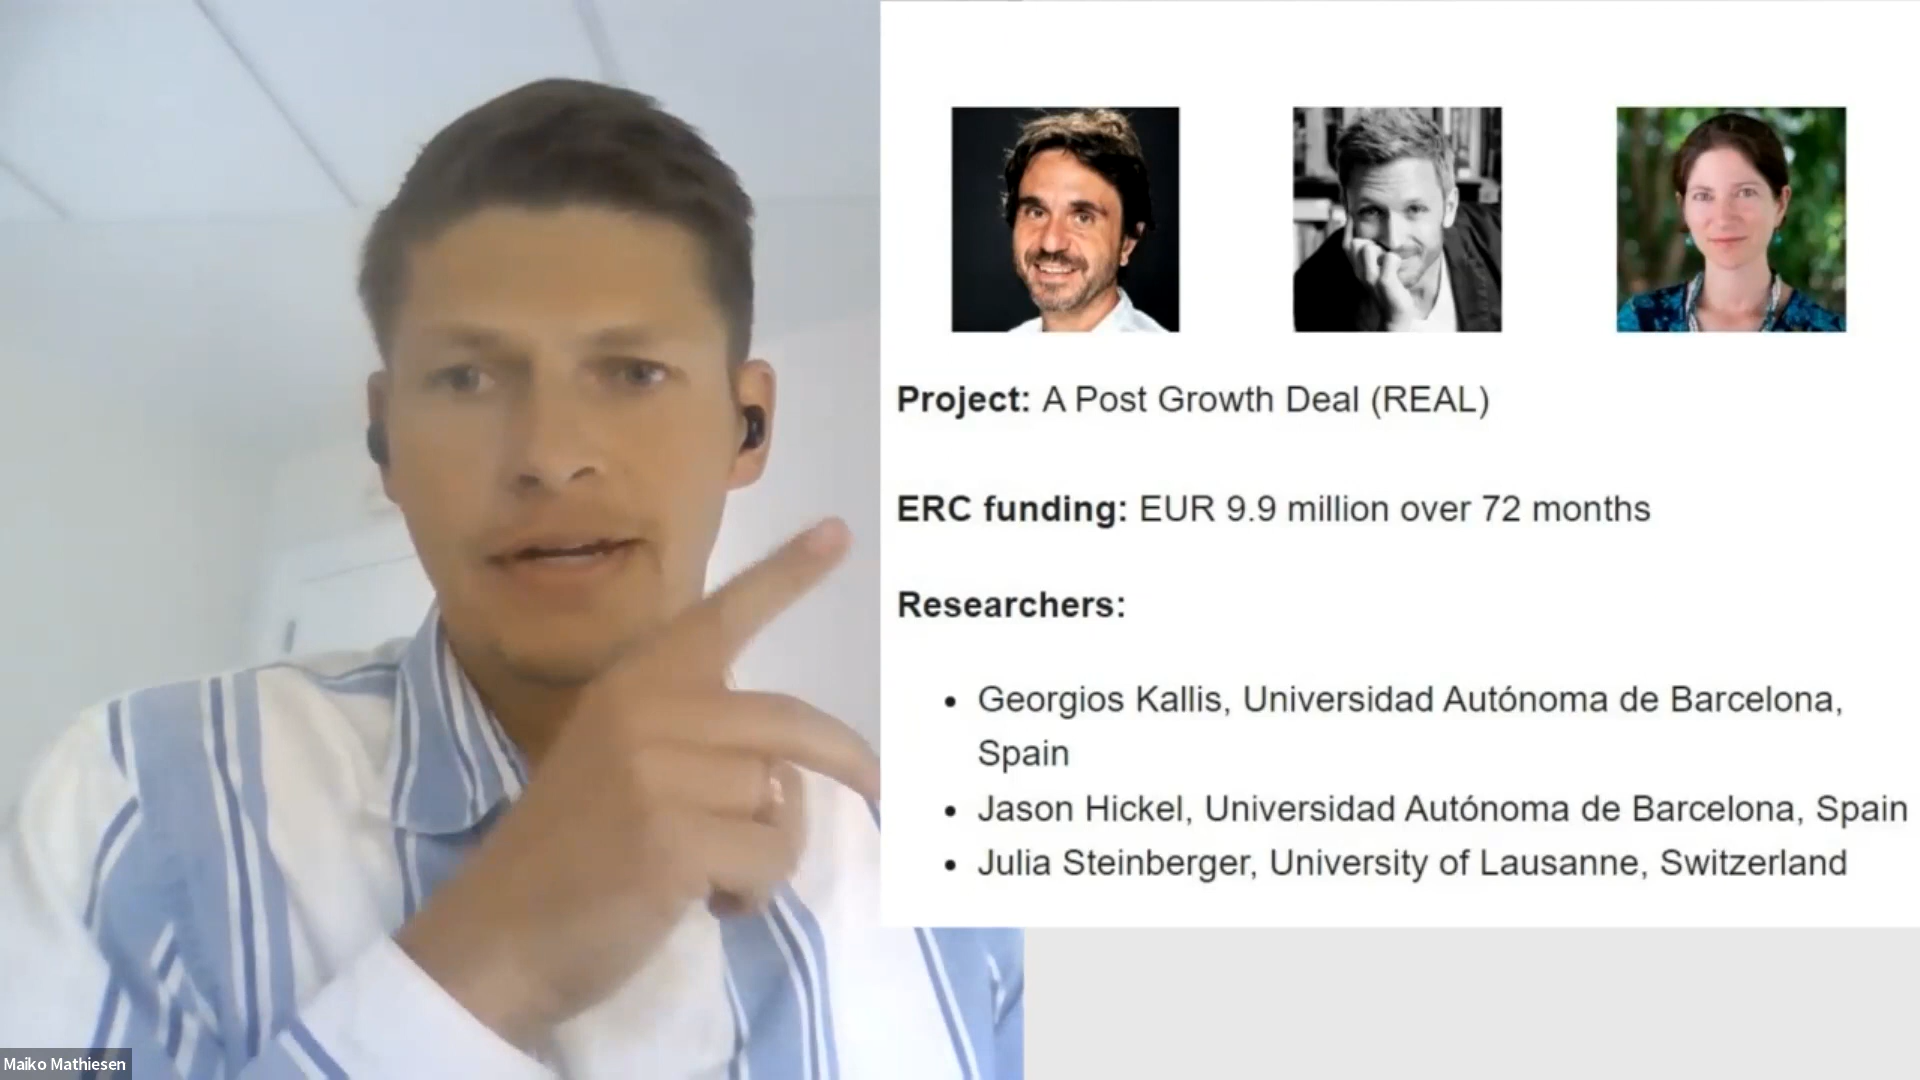 Project: A Post Growth Deal (REAL)
ERC funding: EUR 9.9 million over 72 months
Researchers:
• Georgios Kallis, Universidad Autónoma de Barcelona,
Spain
• Jason Hickel, Universidad Autónoma de Barcelona, Spain
• Julia Steinberger, University of Lausanne, Switzerland
Maiko Mathiesen